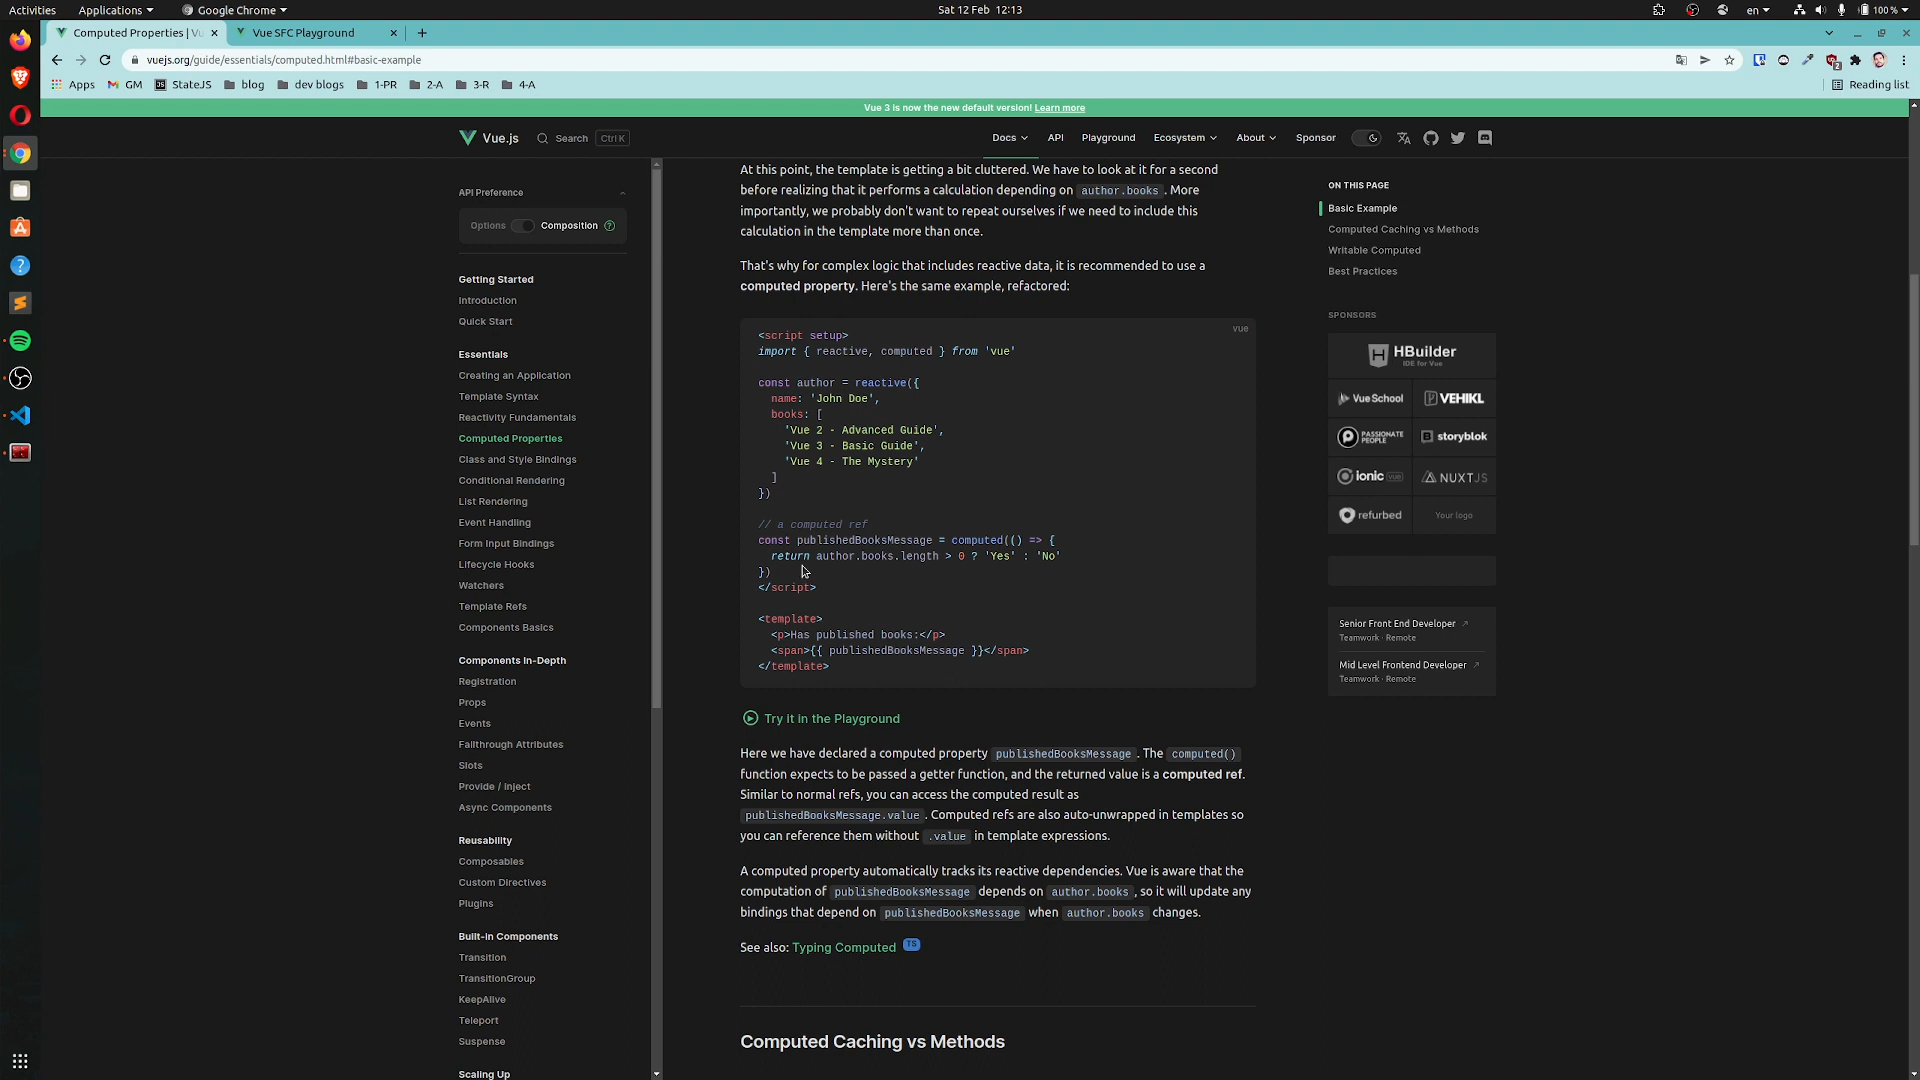 Activities
Applications
Google Chrome
Sat 12 Feb 12:13
en
100 %
Computed Properties | Vu
Vue SFC Playground
vuejs.org/guide/essentials/computed.html#basic-example
Apps
GM
JS StateJS
blog
dev blogs
1-PR
2-A
3-R
4-A
Reading list
Vue 3 is now the new default version! Learn more
Vue.js
Search
Ctrl K
Docs
API
Playground
Ecosystem
About
Sponsor
API Preference
Options
Composition
?
Getting Started
Introduction
Quick Start
Essentials
Creating an Application
Template Syntax
Reactivity Fundamentals
Computed Properties
Class and Style Bindings
Conditional Rendering
List Rendering
Event Handling
Form Input Bindings
Lifecycle Hooks
Watchers
Template Refs
Components Basics
Components In-Depth
Registration
Props
Events
Fallthrough Attributes
Slots
Provide / Inject
Async Components
Reusability
Composables
Custom Directives
Plugins
Built-in Components
Transition
TransitionGroup
KeepAlive
Teleport
Suspense
Scaling Up
At this point, the template is getting a bit cluttered. We have to look at it for a second
before realizing that it performs a calculation depending on author.books. More
importantly, we probably don't want to repeat ourselves if we need to include this
calculation in the template more than once.
That's why for complex logic that includes reactive data, it is recommended to use a
computed property. Here's the same example, refactored:
vue
<script setup>
import { reactive, computed } from 'vue'
const author = reactive({
name: 'John Doe',
books: [
'Vue 2 - Advanced Guide',
'Vue 3 - Basic Guide',
'Vue 4 - The Mystery'
]
})
// a computed ref
const publishedBooksMessage = computed(() => {
return author.books.length > 0 ? 'Yes' : 'No'
})
</script>
<template>
<p>Has published books:</p>
<span>{{ publishedBooksMessage }}</span>
</template>
Try it in the Playground
Here we have declared a computed property publishedBooksMessage. The computed()
function expects to be passed a getter function, and the returned value is a computed ref.
Similar to normal refs, you can access the computed result as
publishedBooksMessage.value. Computed refs are also auto-unwrapped in templates so
you can reference them without .value in template expressions.
A computed property automatically tracks its reactive dependencies. Vue is aware that the
computation of publishedBooksMessage depends on author.books, so it will update any
bindings that depend on publishedBooksMessage when author.books changes.
See also: Typing Computed TS
Computed Caching vs Methods
ON THIS PAGE
Basic Example
Computed Caching vs Methods
Writable Computed
Best Practices
SPONSORS
HBuilder
IDE for Vue
Vue School
VEHIKL
PASSIONATE
PEOPLE
storyblok
ionic vue
NUXTJS
refurbed
Your logo
Senior Front End Developer
Teamwork · Remote
Mid Level Frontend Developer
Teamwork · Remote